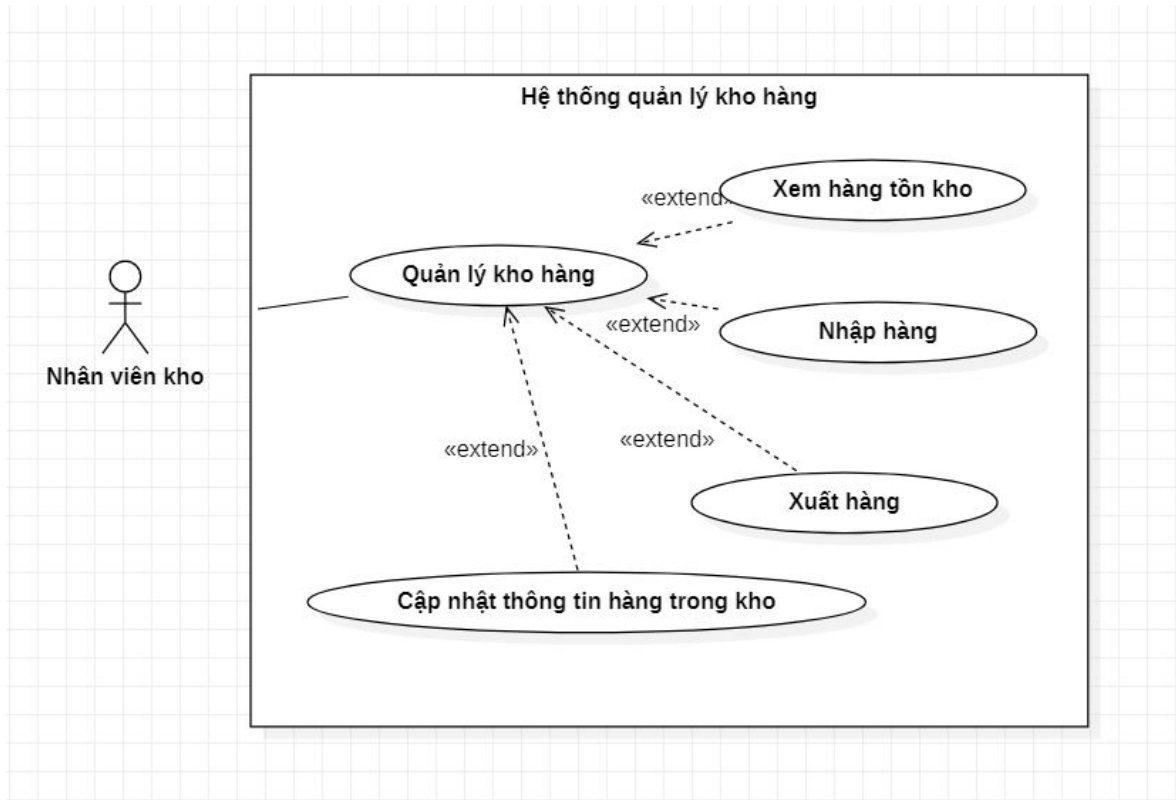 Hệ thống quản lý kho hàng
«extend»
Xem hàng tồn kho
Quản lý kho hàng
«extend»
Nhập hàng
Nhân viên kho
«extend»
«extend»
Xuất hàng
Cập nhật thông tin hàng trong kho